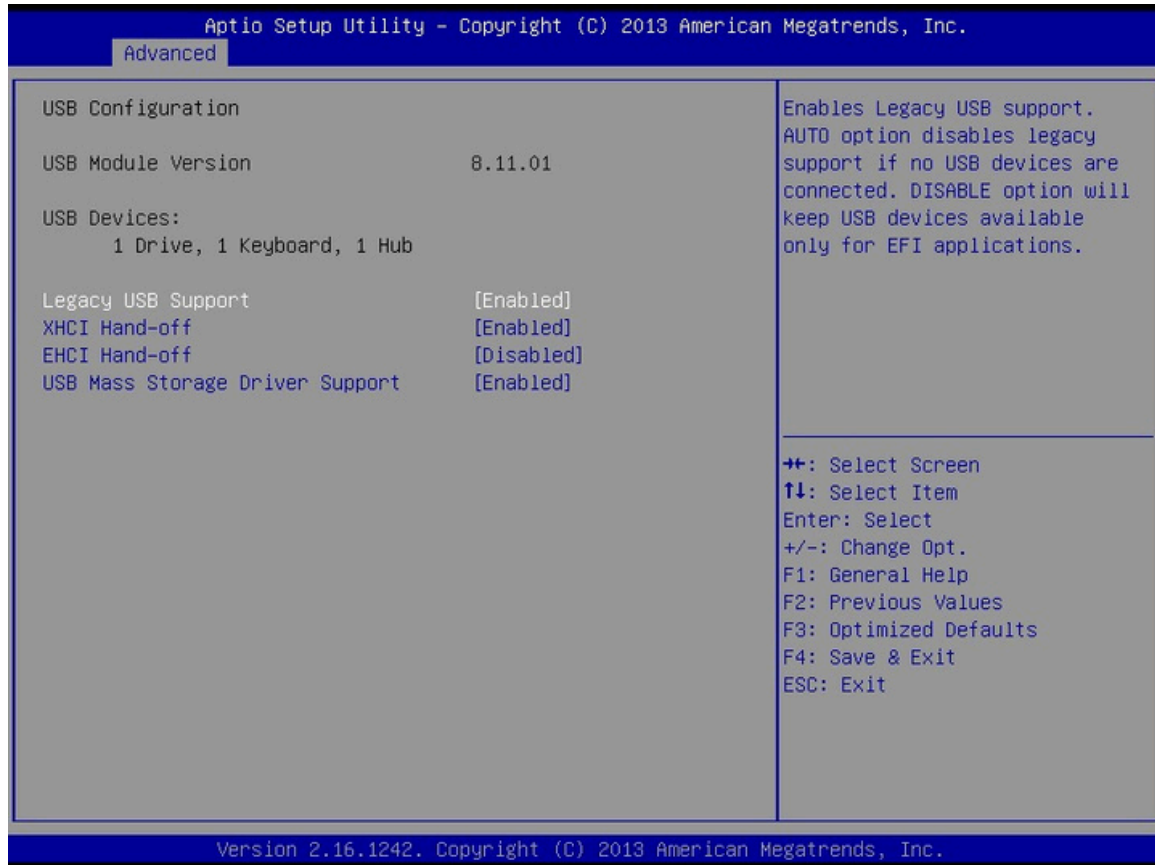 Aptio Setup Utility – Copyright (C) 2013 American Megatrends, Inc.
Advanced
USB Configuration
USB Module Version 8.11.01
USB Devices:
1 Drive, 1 Keyboard, 1 Hub
Legacy USB Support [Enabled]
XHCI Hand-off [Enabled]
EHCI Hand-off [Disabled]
USB Mass Storage Driver Support [Enabled]
Enables Legacy USB support.
AUTO option disables legacy
support if no USB devices are
connected. DISABLE option will
keep USB devices available
only for EFI applications.
→←: Select Screen
↑↓: Select Item
Enter: Select
+/-: Change Opt.
F1: General Help
F2: Previous Values
F3: Optimized Defaults
F4: Save & Exit
ESC: Exit
Version 2.16.1242. Copyright (C) 2013 American Megatrends, Inc.